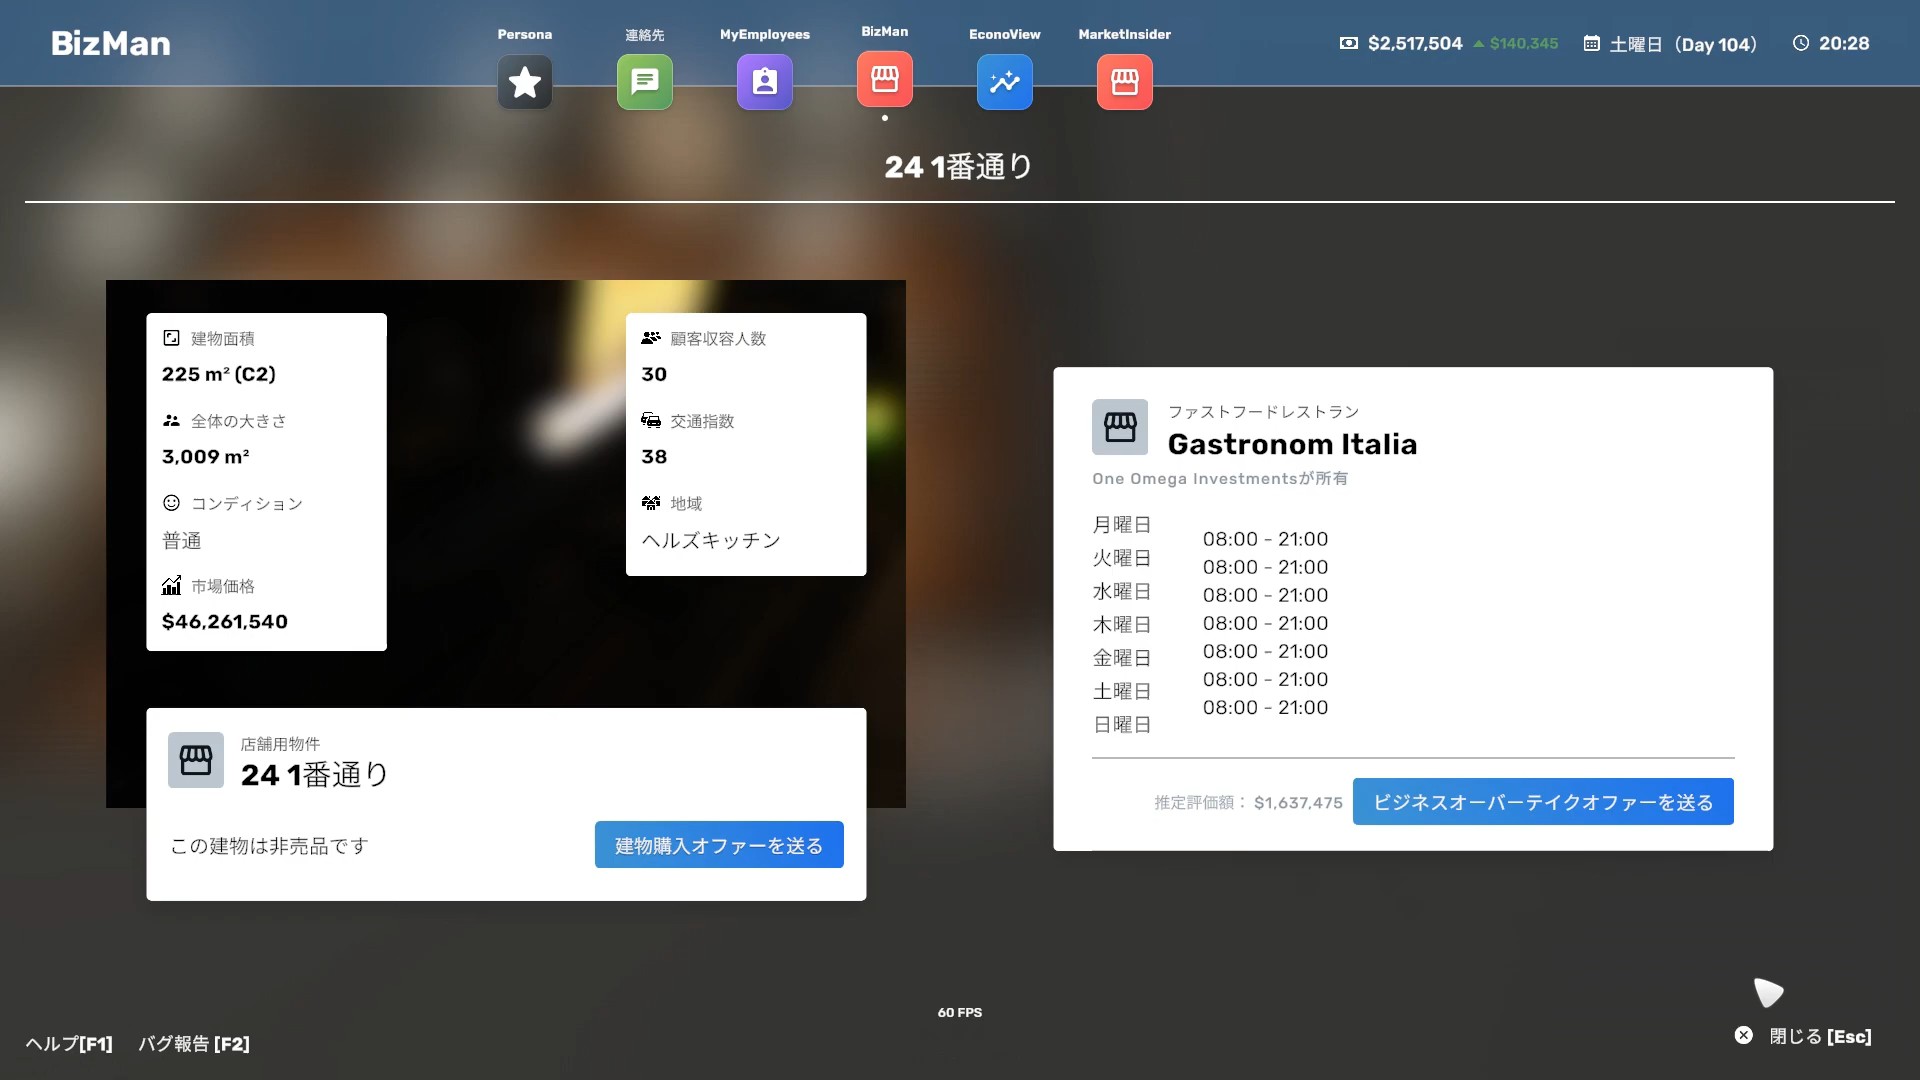 BizMan
Persona
連絡先
MyEmployees
BizMan
EconoView
MarketInsider
$2,517,504 $140,345
土曜日 (Day 104)
20:28
24 1番通り
建物面積
225 m² (C2)
全体の大きさ
3,009 m²
コンディション
普通
市場価格
$46,261,540
顧客収容人数
30
交通指数
38
地域
ヘルズキッチン
店舗用物件
24 1番通り
この建物は非売品です
建物購入オファーを送る
ファストフードレストラン
Gastronom Italia
One Omega Investmentsが所有
月曜日 08:00 - 21:00
火曜日 08:00 - 21:00
水曜日 08:00 - 21:00
木曜日 08:00 - 21:00
金曜日 08:00 - 21:00
土曜日 08:00 - 21:00
日曜日 08:00 - 21:00
推定評価額: $1,637,475
ビジネスオーバーテイクオファーを送る
60 FPS
ヘルプ[F1] バグ報告 [F2]
閉じる [Esc]